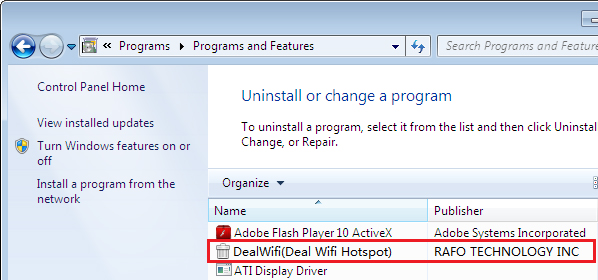 Programs ▸ Programs and Features
Search Programs and Feature
Control Panel Home
View installed updates
Turn Windows features on or
off
Install a program from the
network
Uninstall or change a program
To uninstall a program, select it from the list and then click Uninstal
Change, or Repair.
Organize
Name Publisher
Adobe Flash Player 10 ActiveX Adobe Systems Incorporated
DealWifi(Deal Wifi Hotspot) RAFO TECHNOLOGY INC
ATI Display Driver